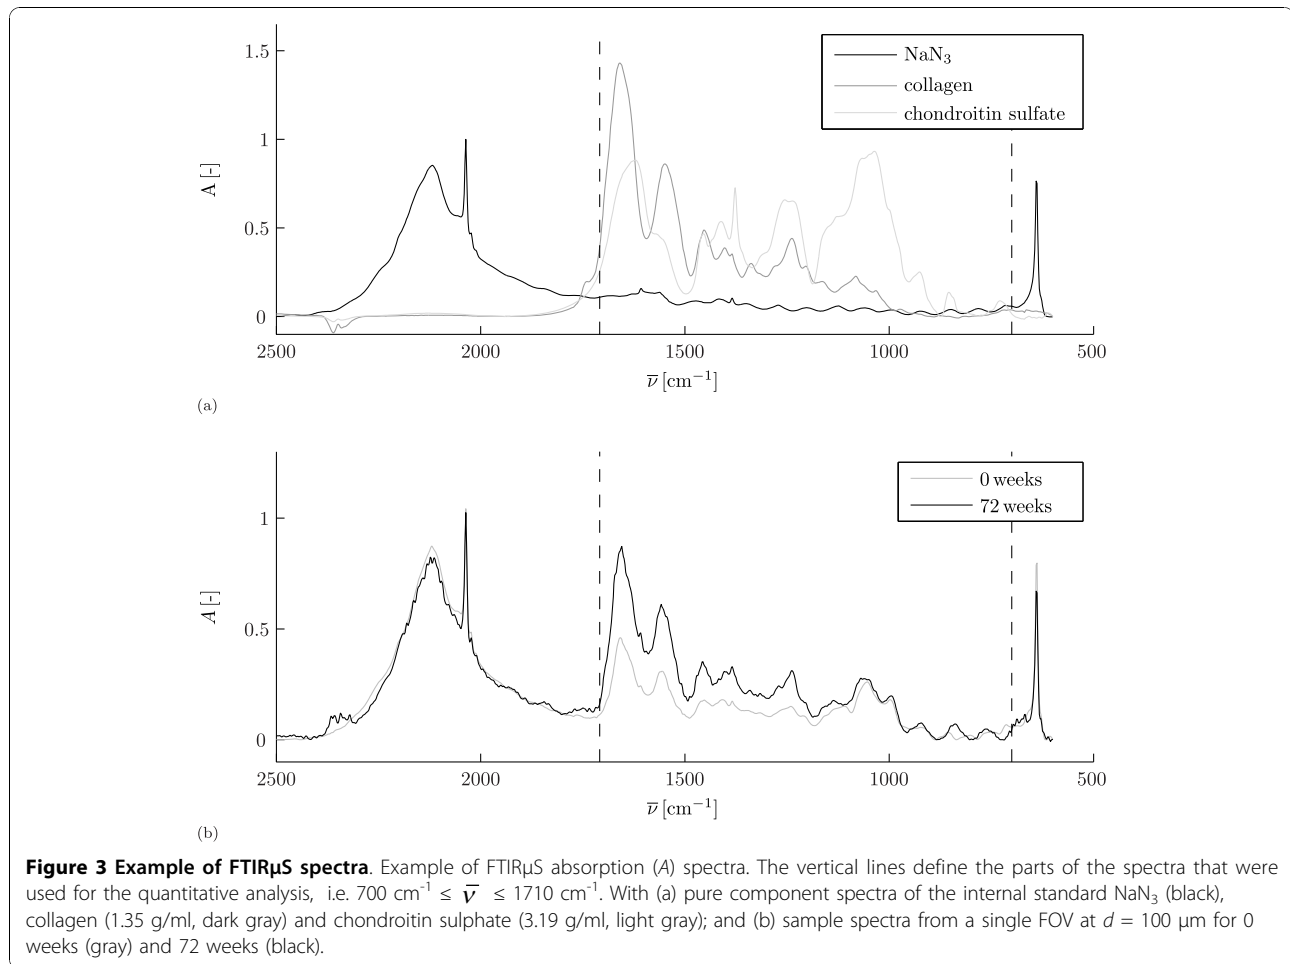 1.5
1
0.5
0
A [-]
NaN₃
collagen
chondroitin sulfate
2500 2000 1500 1000 500
ν̅ [cm⁻¹]
(a)
1
0.5
0
A [-]
0 weeks
72 weeks
2500 2000 1500 1000 500
ν̅ [cm⁻¹]
(b)
Figure 3 Example of FTIRµS spectra. Example of FTIRµS absorption (A) spectra. The vertical lines define the parts of the spectra that were
used for the quantitative analysis, i.e. 700 cm⁻¹ ≤ ν̅ ≤ 1710 cm⁻¹. With (a) pure component spectra of the internal standard NaN₃ (black),
collagen (1.35 g/ml, dark gray) and chondroitin sulphate (3.19 g/ml, light gray); and (b) sample spectra from a single FOV at d = 100 µm for 0
weeks (gray) and 72 weeks (black).